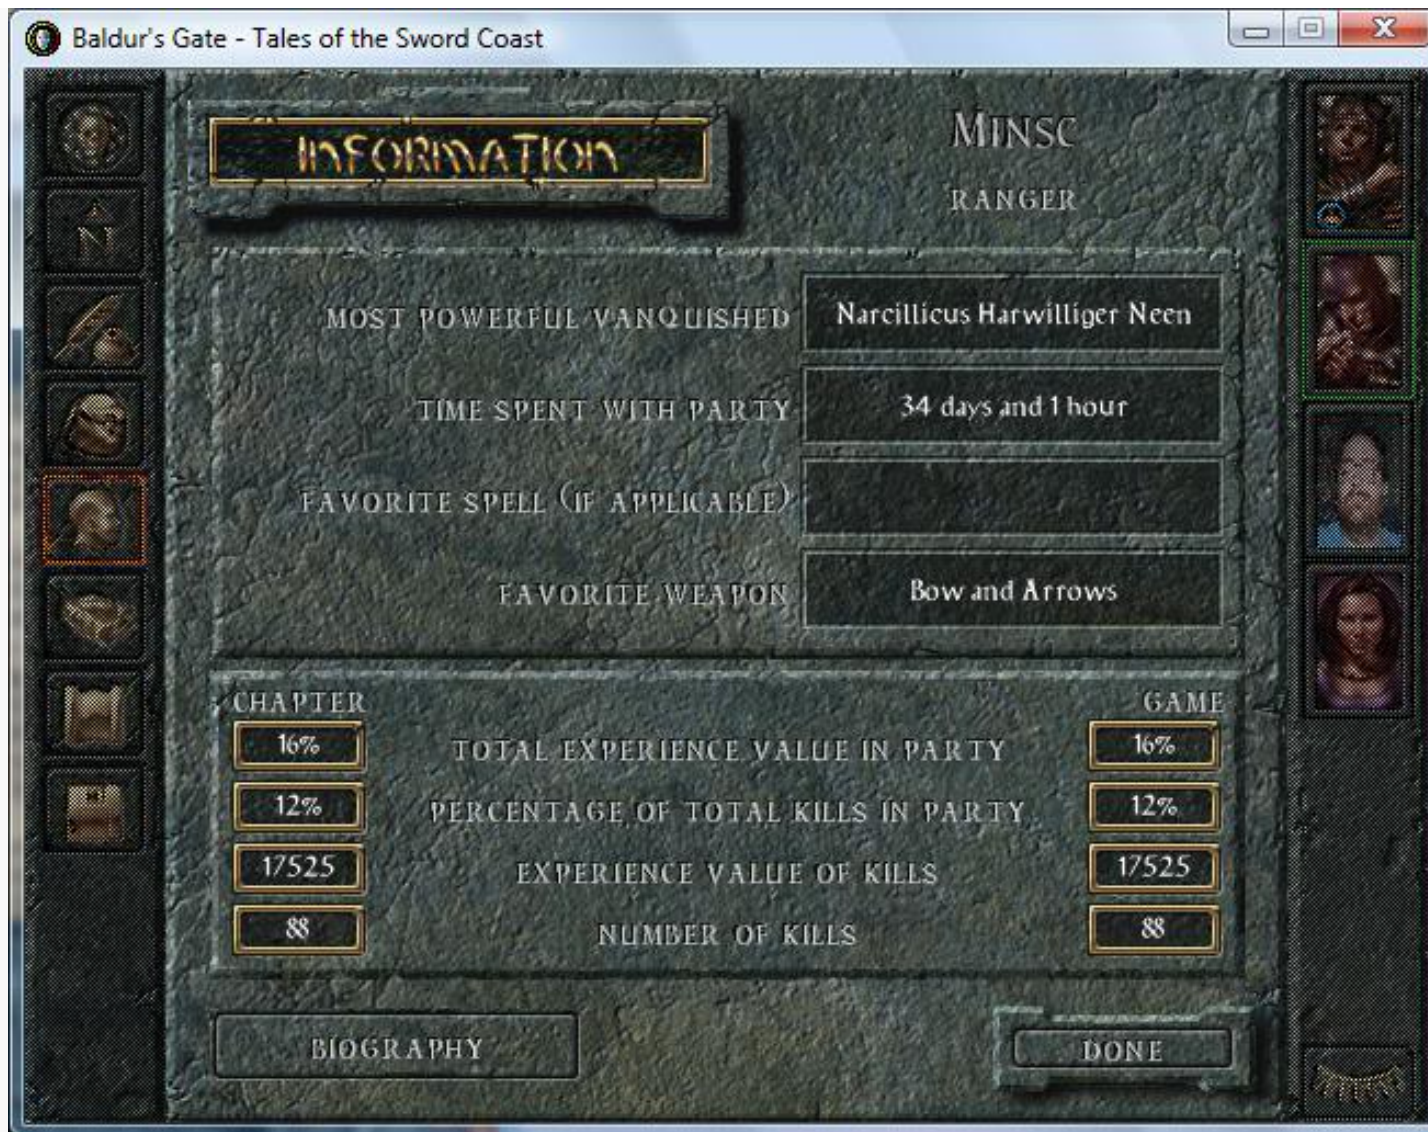 Baldur's Gate - Tales of the Sword Coast
INFORMATION
MINSC
RANGER
MOST POWERFUL VANQUISHED
Narcillicus Harwilliger Neen
TIME SPENT WITH PARTY
34 days and 1 hour
FAVORITE SPELL (IF APPLICABLE)
FAVORITE WEAPON
Bow and Arrows
CHAPTER
GAME
16%
TOTAL EXPERIENCE VALUE IN PARTY
16%
12%
PERCENTAGE OF TOTAL KILLS IN PARTY
12%
17525
EXPERIENCE VALUE OF KILLS
17525
88
NUMBER OF KILLS
88
BIOGRAPHY
DONE
N